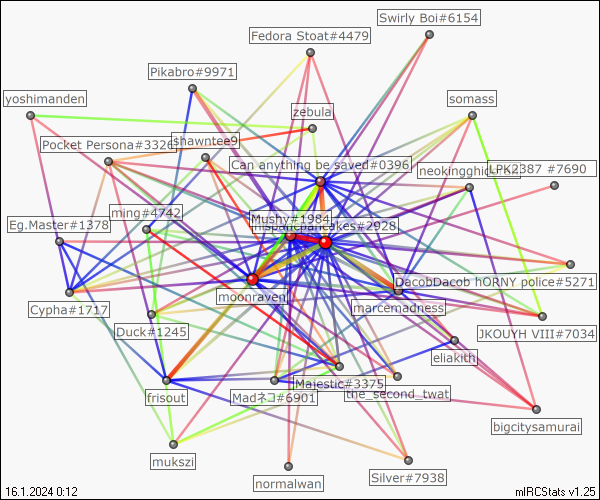 Swirly Boi#6154
Fedora Stoat#4479
Pikabro#9971
yoshimanden
somass
zebula
Pocket Persona#3326
shawntee9
Can anything be saved#0396
LPK2387 #7690
ming#4742
Mushy#1984
Eg.Master#1378
DacobDacob hORNY police#5271
moonraven
marcemadness
Cypha#1717
Duck#1245
JKOUYH VIII#7034
eliakith
frisout
Majestic#3375
Madネコ#6901
the_second_twat
bigcitysamurai
mukszi
normalwan
Silver#7938
16.1.2024 0:12
mIRCStats v1.25